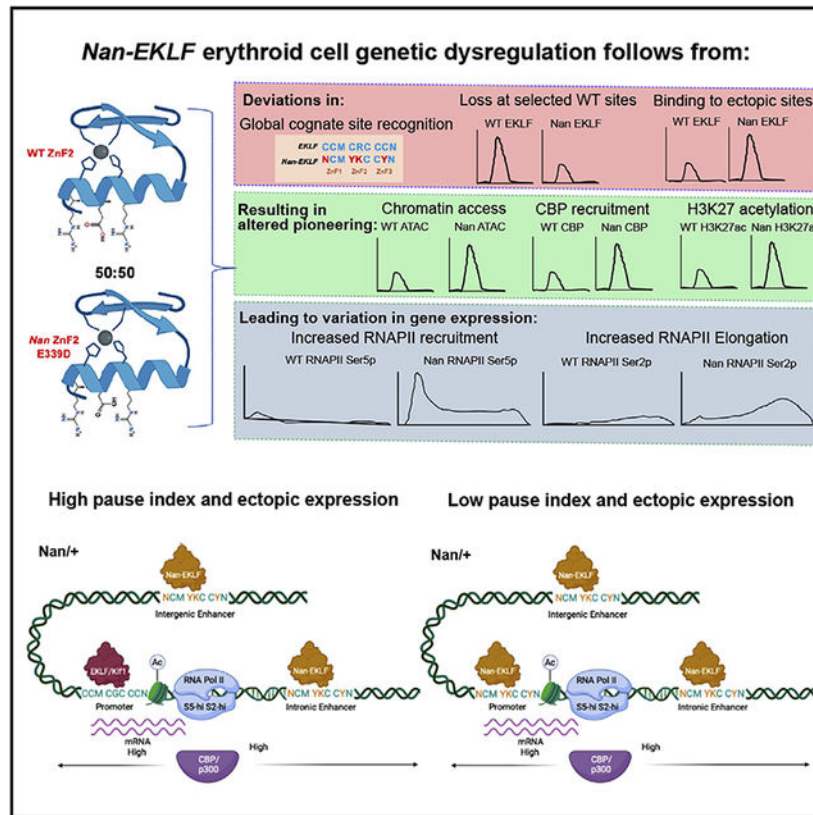 Nan-EKLF erythroid cell genetic dysregulation follows from:
WT ZnF2
50:50
Nan ZnF2
E339D
Deviations in:
Global cognate site recognition
EKLF CCM CRC CCN
Nan-EKLF NCM YKC CYN
ZnF1 ZnF2 ZnF3
Loss at selected WT sites
WT EKLF Nan EKLF
Binding to ectopic sites
WT EKLF Nan EKLF
Resulting in
altered pioneering:
Chromatin access
WT ATAC Nan ATAC
CBP recruitment
WT CBP Nan CBP
H3K27 acetylation
WT H3K27ac Nan H3K27a
Leading to variation in gene expression:
Increased RNAPII recruitment
WT RNAPII Ser5p Nan RNAPII Ser5p
Increased RNAPII Elongation
WT RNAPII Ser2p Nan RNAPII Ser2p
High pause index and ectopic expression
Nan/+
Nan-EKLF
NCM YKC CYN
Intergenic Enhancer
EKLF/Klf1
CCM CGC CCN
Promoter
Ac
RNA Pol II
S5-hi S2-hi
Nan-EKLF
NCM YKC CYN
Intronic Enhancer
mRNA
High
CBP/
p300
High
Low pause index and ectopic expression
Nan/+
Nan-EKLF
NCM YKC CYN
Intergenic Enhancer
Nan-EKLF
NCM YKC CYN
Promoter
Ac
RNA Pol II
S5-hi S2-hi
Nan-EKLF
NCM YKC CYN
Intronic Enhancer
mRNA
High
CBP/
p300
High